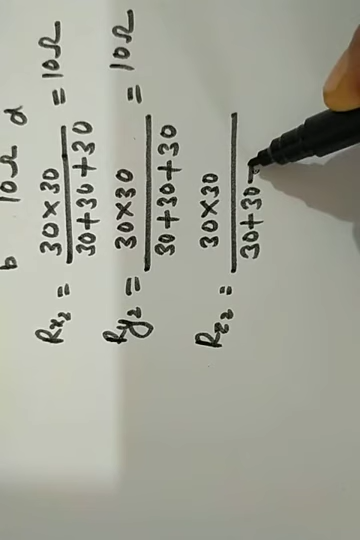 b 10Ω d
Rx₂ = 30×30 / 30+30+30 = 10Ω
Ry₂ = 30×30 / 30+30+30 = 10Ω
Rz₂ = 30×30 / 30+30